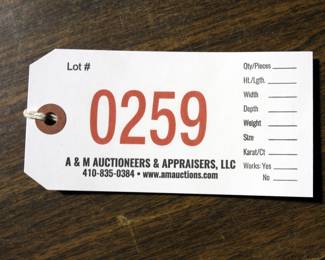 Lot #
0259
A & M AUCTIONEERS & APPRAISERS, LLC
410-835-0384 • www.amauctions.com
Qty/Pieces
Ht./Lgth.
Width
Depth
Weight
Size
Karat/Ct
Works: Yes
No